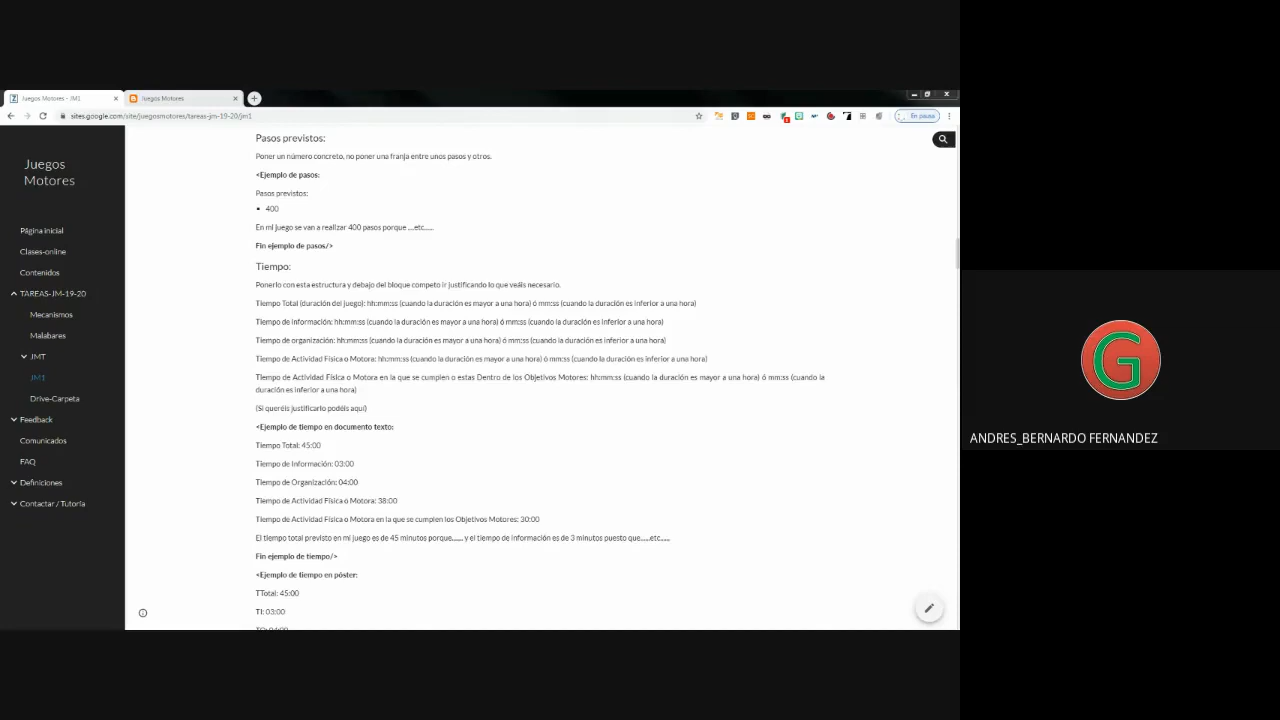 Juegos Motores - JM1
Juegos Motores
sites.google.com/site/juegosmotores/tareas-jm-19-20/jm1
En pausa
Juegos
Motores
Página inicial
Clases-online
Contenidos
TAREAS-JM-19-20
Mecanismos
Malabares
JMT
JM1
Drive-Carpeta
Feedback
Comunicados
FAQ
Definiciones
Contactar / Tutoría
Pasos previstos:
Poner un número concreto, no poner una franja entre unos pasos y otros.
<Ejemplo de pasos:
Pasos previstos:
▪ 400
En mi juego se van a realizar 400 pasos porque ....etc......
Fin ejemplo de pasos/>
Tiempo:
Ponerlo con esta estructura y debajo del bloque competo ir justificando lo que veáis necesario.
Tiempo Total (duración del juego): hh:mm:ss (cuando la duración es mayor a una hora) ó mm:ss (cuando la duración es inferior a una hora)
Tiempo de información: hh:mm:ss (cuando la duración es mayor a una hora) ó mm:ss (cuando la duración es inferior a una hora)
Tiempo de organización: hh:mm:ss (cuando la duración es mayor a una hora) ó mm:ss (cuando la duración es inferior a una hora)
Tiempo de Actividad Física o Motora: hh:mm:ss (cuando la duración es mayor a una hora) ó mm:ss (cuando la duración es inferior a una hora)
Tiempo de Actividad Física o Motora en la que se cumplen o estas Dentro de los Objetivos Motores: hh:mm:ss (cuando la duración es mayor a una hora) ó mm:ss (cuando la
duración es inferior a una hora)
(Si queréis justificarlo podéis aquí)
<Ejemplo de tiempo en documento texto:
Tiempo Total: 45:00
Tiempo de Información: 03:00
Tiempo de Organización: 04:00
Tiempo de Actividad Física o Motora: 38:00
Tiempo de Actividad Física o Motora en la que se cumplen los Objetivos Motores: 30:00
El tiempo total previsto en mi juego es de 45 minutos porque....... y el tiempo de información es de 3 minutos puesto que......etc......
Fin ejemplo de tiempo/>
<Ejemplo de tiempo en póster:
TTotal: 45:00
TI: 03:00
TO: 04:00
G
ANDRES_BERNARDO FERNANDEZ